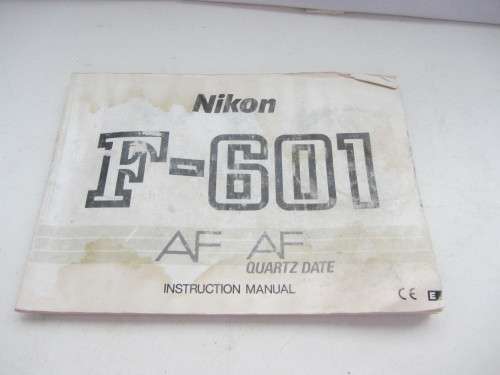 Nikon
F-601
AF AF
QUARTZ DATE
INSTRUCTION MANUAL
CE E